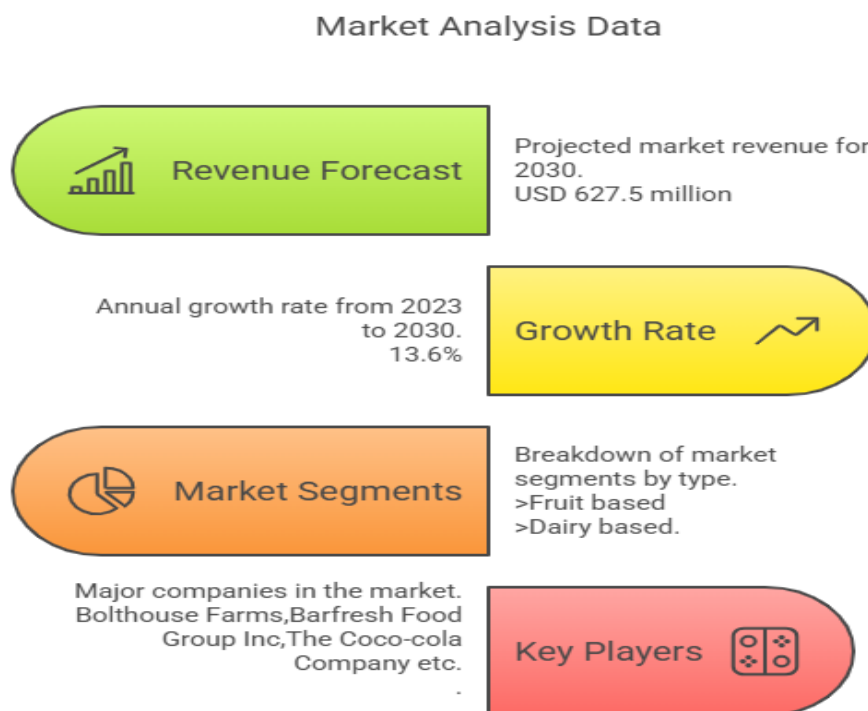 Market Analysis Data
Revenue Forecast
Projected market revenue for
2030.
USD 627.5 million
Annual growth rate from 2023
to 2030.
13.6%
Growth Rate
Market Segments
Breakdown of market
segments by type.
>Fruit based
>Dairy based.
Major companies in the market.
Bolthouse Farms,Barfresh Food
Group Inc,The Coco-cola
Company etc.
.
Key Players